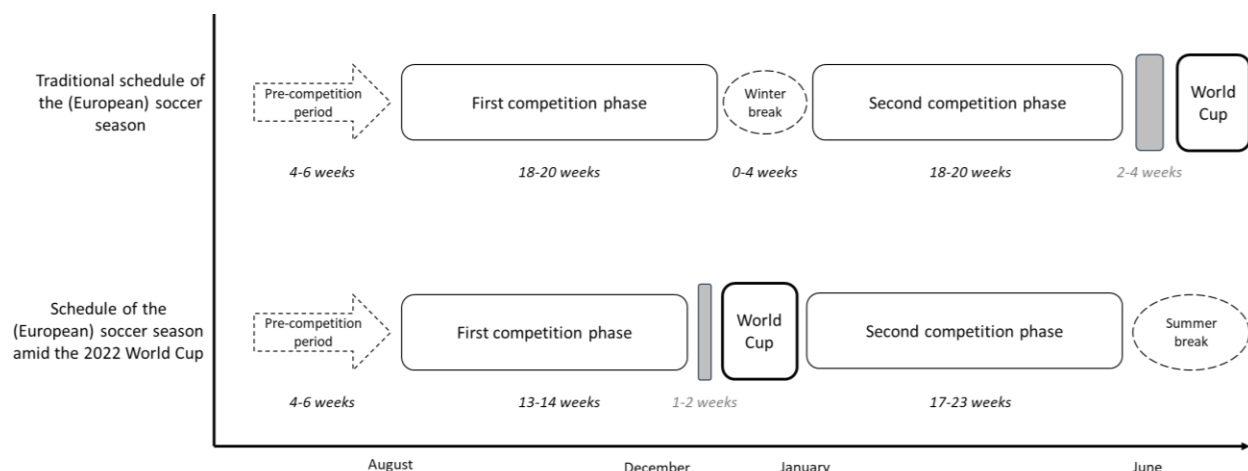 Traditional schedule of
the (European) soccer
season
Pre-competition
period
First competition phase
Winter
break
Second competition phase
World
Cup
4-6 weeks
18-20 weeks
0-4 weeks
18-20 weeks
2-4 weeks
Schedule of the
(European) soccer season
amid the 2022 World Cup
Pre-competition
period
First competition phase
World
Cup
Second competition phase
Summer
break
4-6 weeks
13-14 weeks
1-2 weeks
17-23 weeks
August
December
January
June